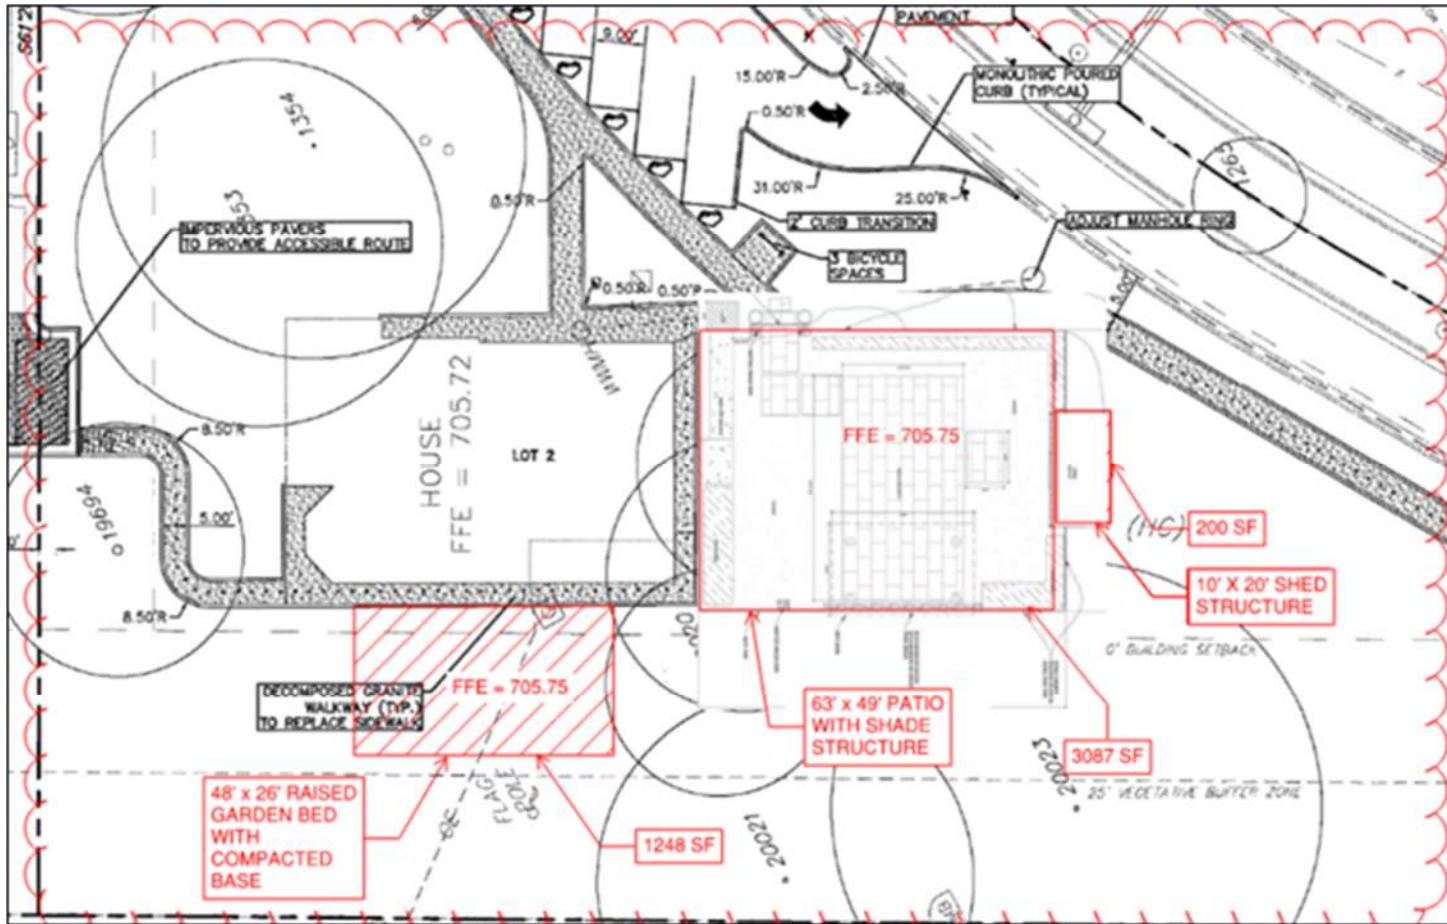 S612
9.00'
PAVEMENT
15.00'R
2.50'R
MONOLITHIC POURED
CURB (TYPICAL)
0.50'R
1354
1263
31.00'R
25.00'R
0.50'R
853
IMPERVIOUS PAVERS
TO PROVIDE ACCESSIBLE ROUTE
2' CURB TRANSITION
ADJUST MANHOLE RING
3 BICYCLE
SPACES
0.50'R
5.00'
HOUSE
FFE = 705.72
FFE = 705.75
8.50'R
LOT 2
19694
5.00'
(HC)
200 SF
10' X 20' SHED
STRUCTURE
8.50'R
0' BUILDING SETBACK
DECOMPOSED GRANITE
WALKWAY (TYP.)
TO REPLACE SIDEWALK
FFE = 705.75
63' x 49' PATIO
WITH SHADE
STRUCTURE
3087 SF
20023
25' VEGETATIVE BUFFER ZONE
48' x 26' RAISED
GARDEN BED
WITH
COMPACTED
BASE
FLAG
POLE
1248 SF
20021